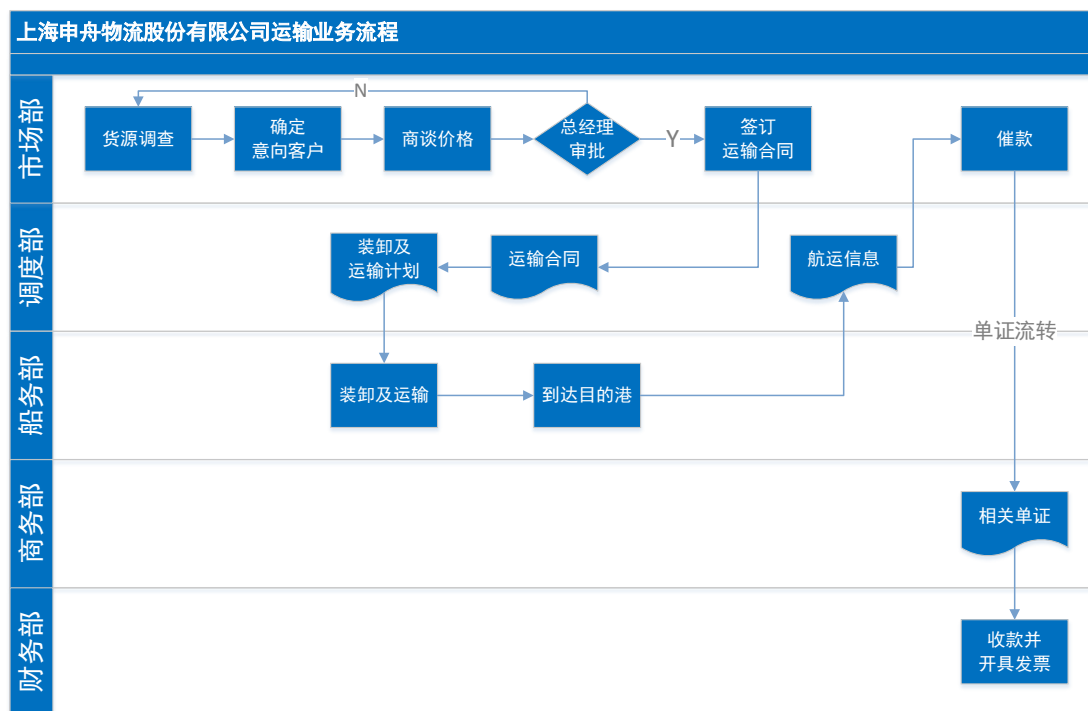 上海申舟物流股份有限公司运输业务流程
市场部
N
货源调查
确定
意向客户
商谈价格
总经理
审批
Y
签订
运输合同
催款
调度部
装卸及
运输计划
运输合同
航运信息
单证流转
船务部
装卸及运输
到达目的港
商务部
相关单证
财务部
收款并
开具发票